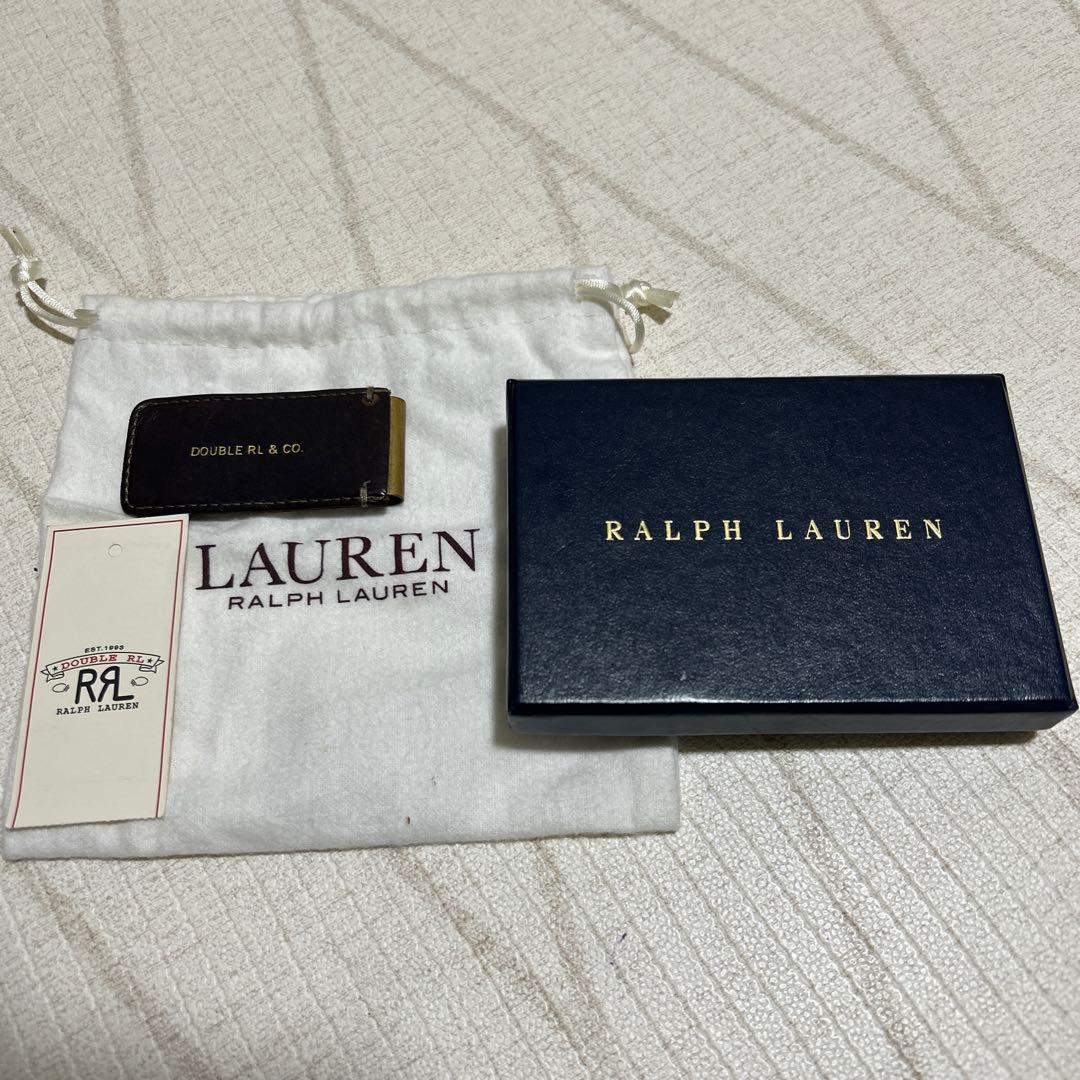 DOUBLE RL & CO.
LAUREN
RALPH LAUREN
EST.1993
DOUBLE RL
RRL
RALPH LAUREN
RALPH LAUREN